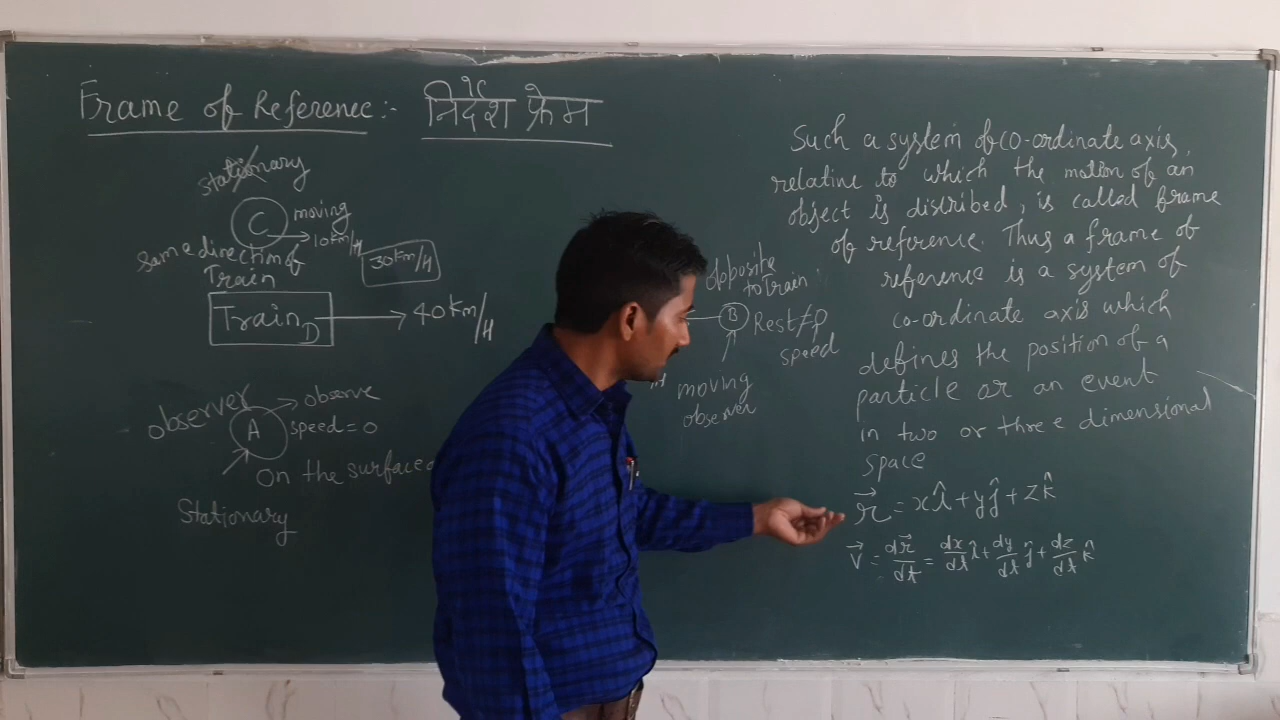 Frame of Reference:- निर्देश फ्रेम
stationary
C moving
10km/H
same direction of
Train
30km/H
Train D 40km/H
observer A observe
speed=0
on the surface
Stationary
opposite
to train
B Rest
speed
moving
observer
Such a system of co-ordinate axis,
relative to which the motion of an
object is distribed, is called frame
of reference. Thus a frame of
reference is a system of
co-ordinate axis which
defines the position of a
particle or an event
in two or three dimensional
space
r⃗ = xî+yĵ+zk̂
v⃗ = dr⃗/dt = dx/dt î+dy/dt ĵ+dz/dt k̂